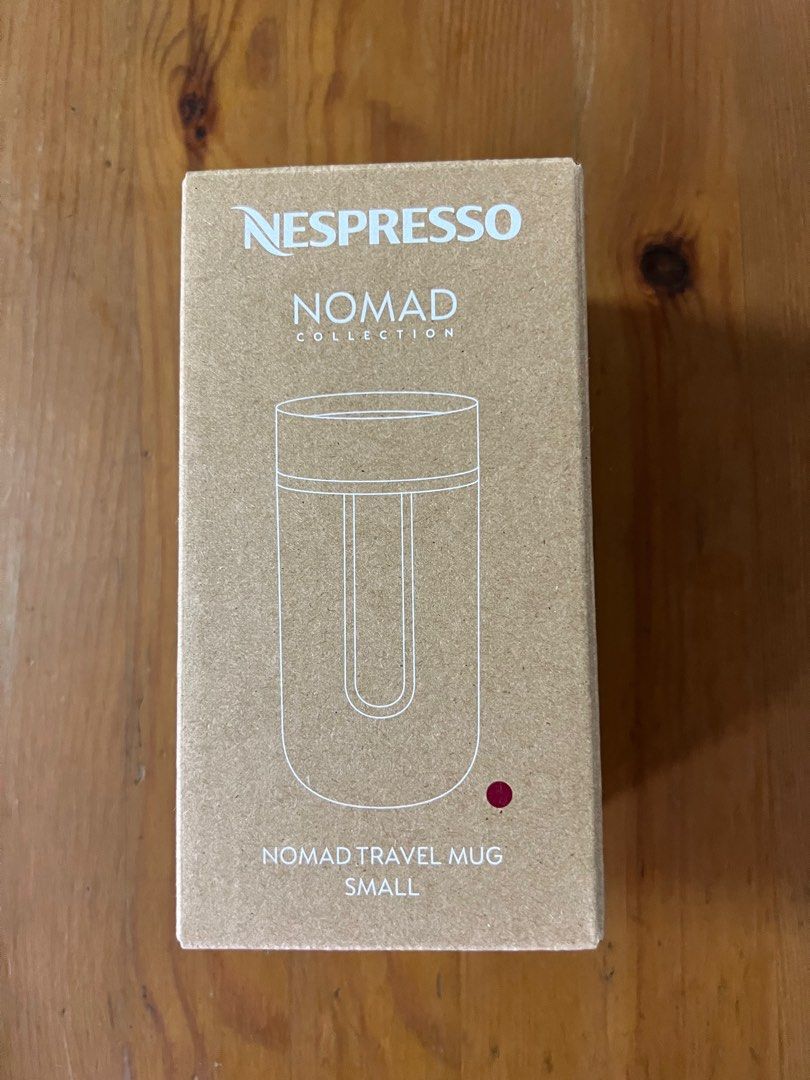 NESPRESSO
NOMAD
COLLECTION
NOMAD TRAVEL MUG
SMALL